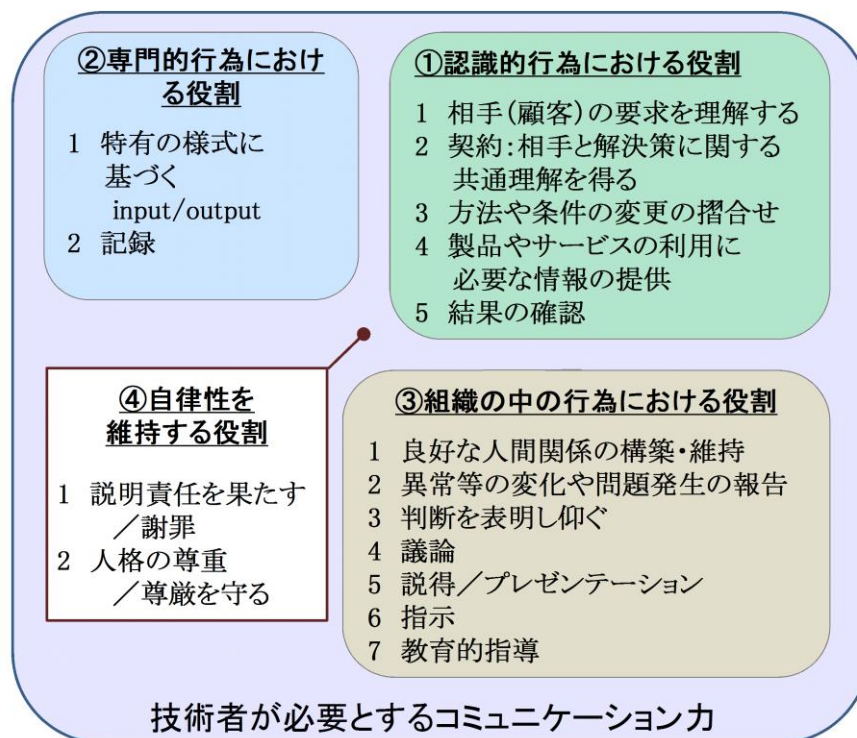 ②専門的行為におけ
る役割
1 特有の様式に
基づく
input/output
2 記録
①認識的行為における役割
1 相手(顧客)の要求を理解する
2 契約:相手と解決策に関する
共通理解を得る
3 方法や条件の変更の摺合せ
4 製品やサービスの利用に
必要な情報の提供
5 結果の確認
④自律性を
維持する役割
1 説明責任を果たす
/謝罪
2 人格の尊重
/尊厳を守る
③組織の中の行為における役割
1 良好な人間関係の構築・維持
2 異常等の変化や問題発生の報告
3 判断を表明し仰ぐ
4 議論
5 説得/プレゼンテーション
6 指示
7 教育的指導
技術者が必要とするコミュニケーション力